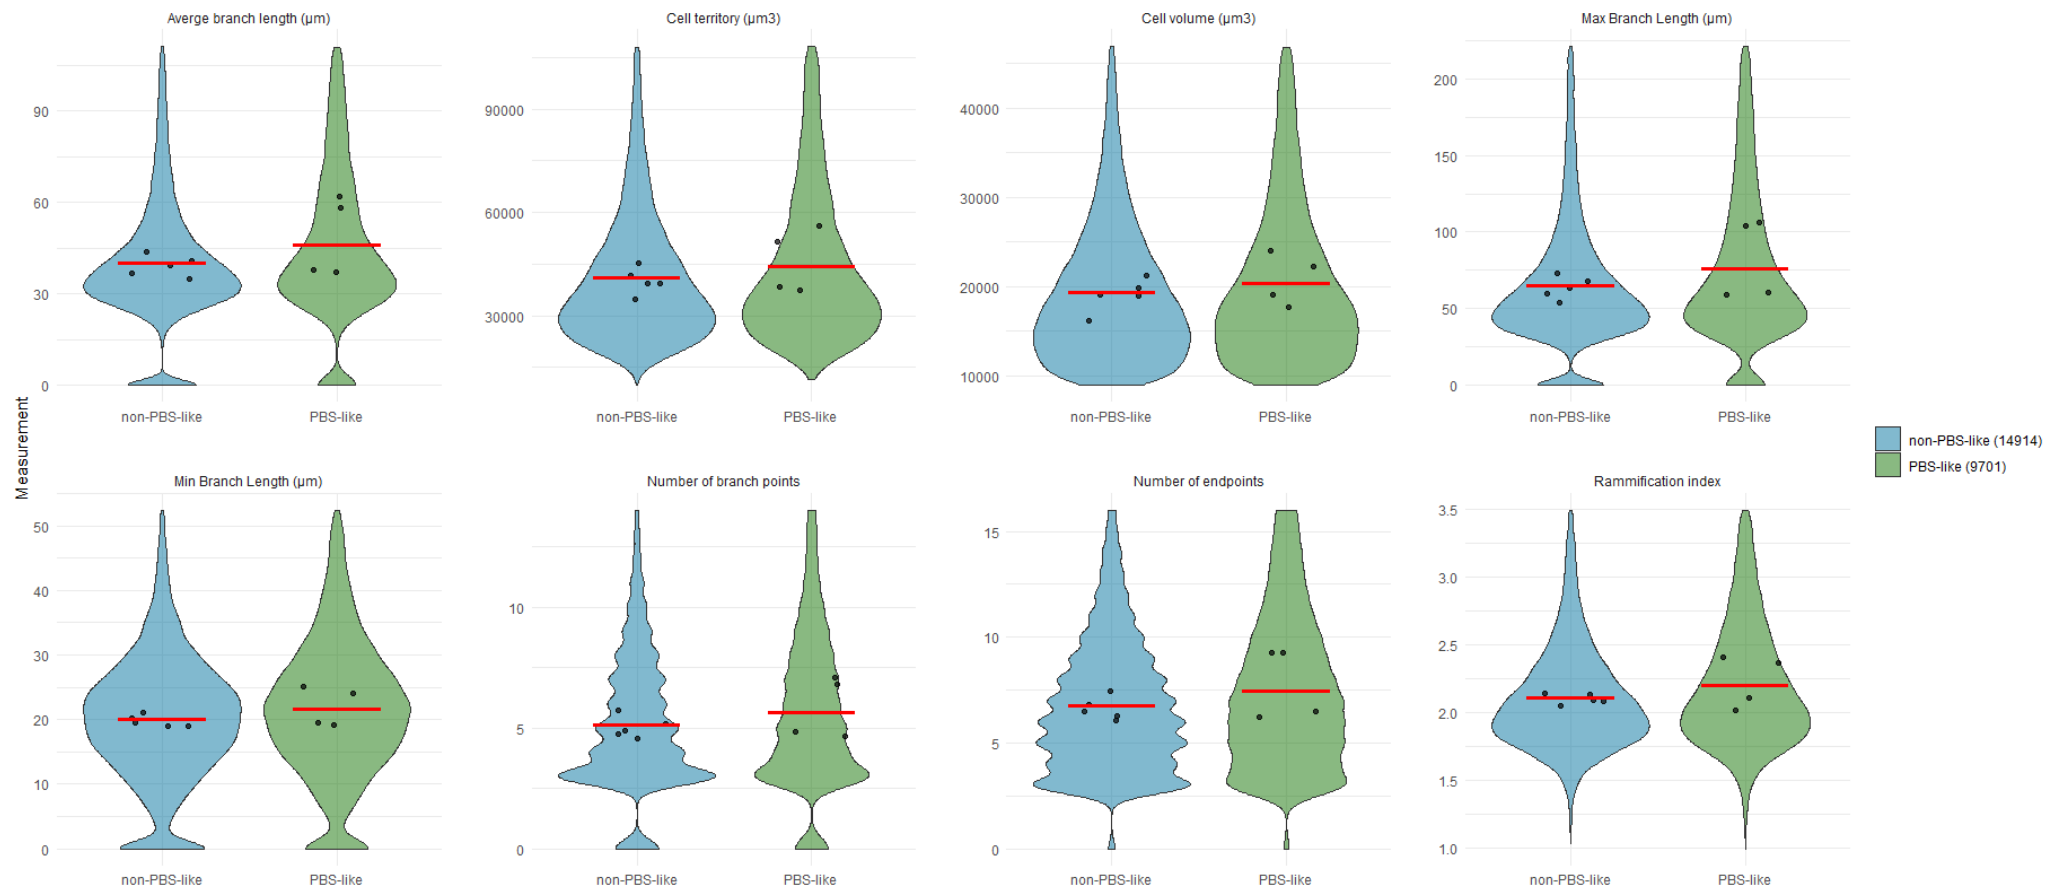 Averge branch length (µm)
Cell territory (µm3)
Cell volume (µm3)
Max Branch Length (µm)
90
60
30
0
90000
60000
30000
40000
30000
20000
10000
200
150
100
50
0
non-PBS-like
PBS-like
non-PBS-like
PBS-like
non-PBS-like
PBS-like
non-PBS-like
PBS-like
Measurement
non-PBS-like (14914)
PBS-like (9701)
Min Branch Length (µm)
Number of branch points
Number of endpoints
Rammification index
50
40
30
20
10
0
10
5
0
15
10
5
0
3.5
3.0
2.5
2.0
1.5
1.0
non-PBS-like
PBS-like
non-PBS-like
PBS-like
non-PBS-like
PBS-like
non-PBS-like
PBS-like